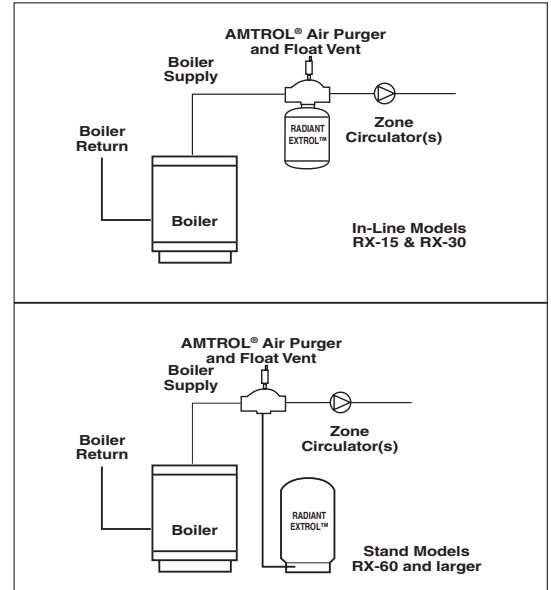 AMTROL® Air Purger
and Float Vent
Boiler
Supply
RADIANT
EXTROL™
Zone
Circulator(s)
Boiler
Return
Boiler
In-Line Models
RX-15 & RX-30
AMTROL® Air Purger
and Float Vent
Boiler
Supply
Zone
Circulator(s)
Boiler
Return
RADIANT
EXTROL™
Boiler
Stand Models
RX-60 and larger